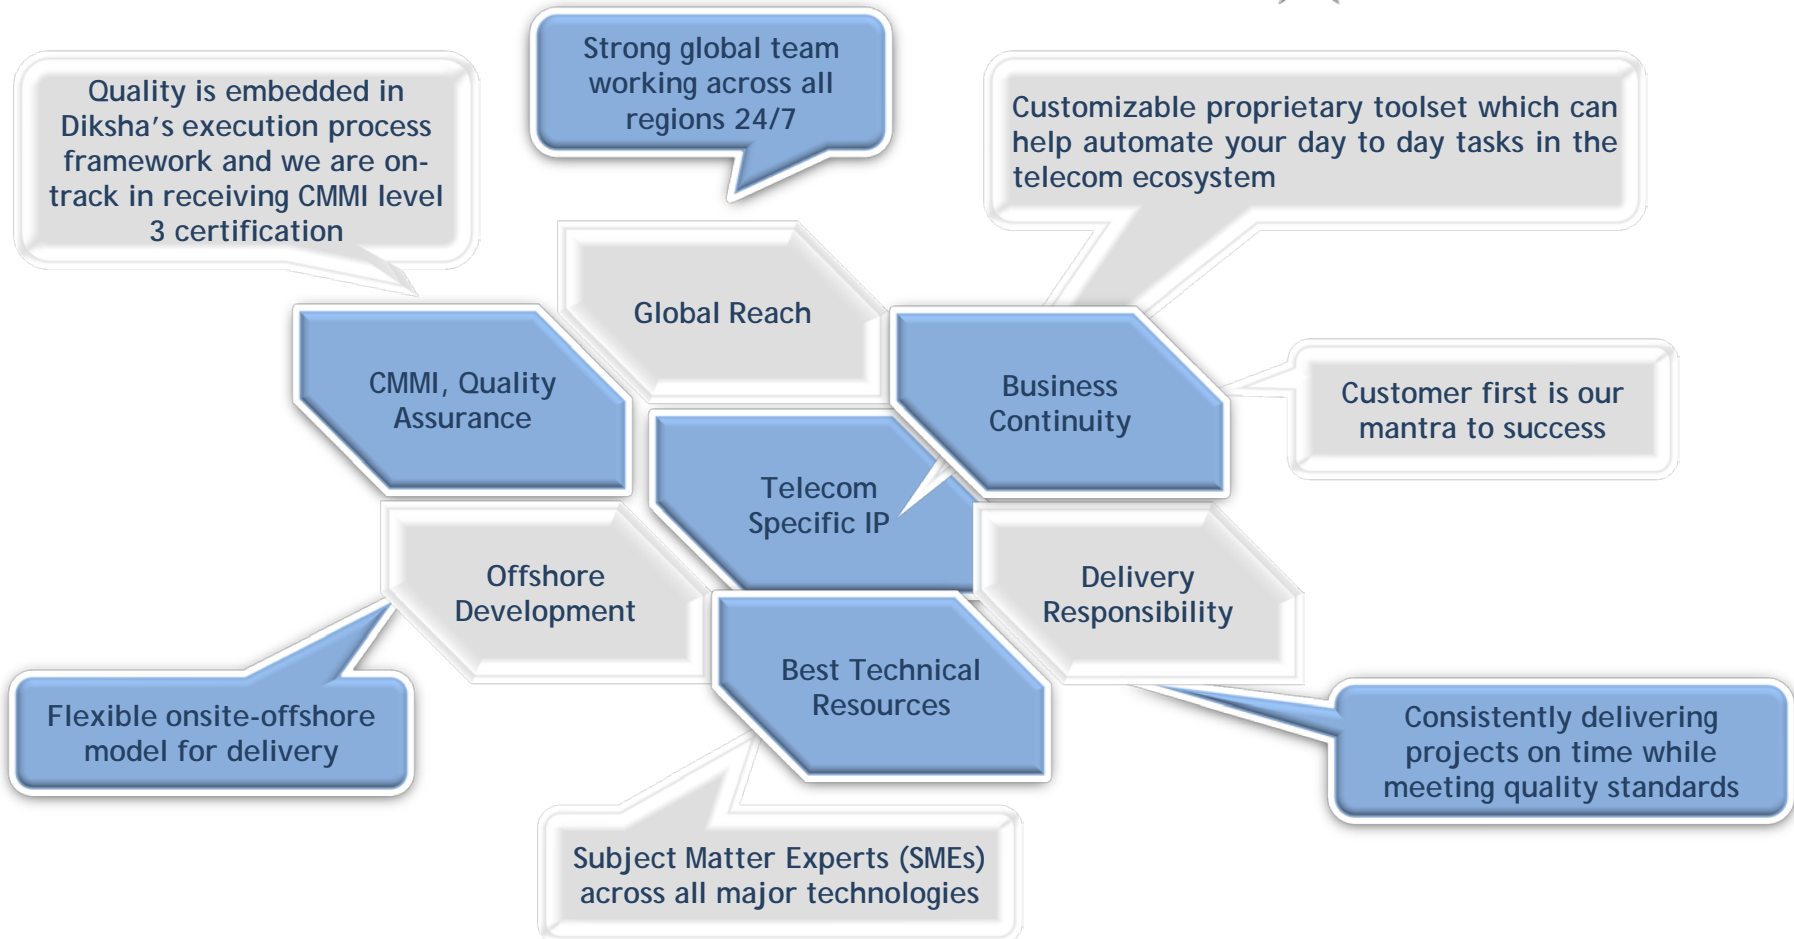 Strong global team
working across all
regions 24/7
Quality is embedded in
Diksha's execution process
framework and we are on-
track in receiving CMMI level
3 certification
Customizable proprietary toolset which can
help automate your day to day tasks in the
telecom ecosystem
Global Reach
CMMI, Quality
Assurance
Business
Continuity
Customer first is our
mantra to success
Telecom
Specific IP
Offshore
Development
Delivery
Responsibility
Best Technical
Resources
Flexible onsite-offshore
model for delivery
Consistently delivering
projects on time while
meeting quality standards
Subject Matter Experts (SMEs)
across all major technologies